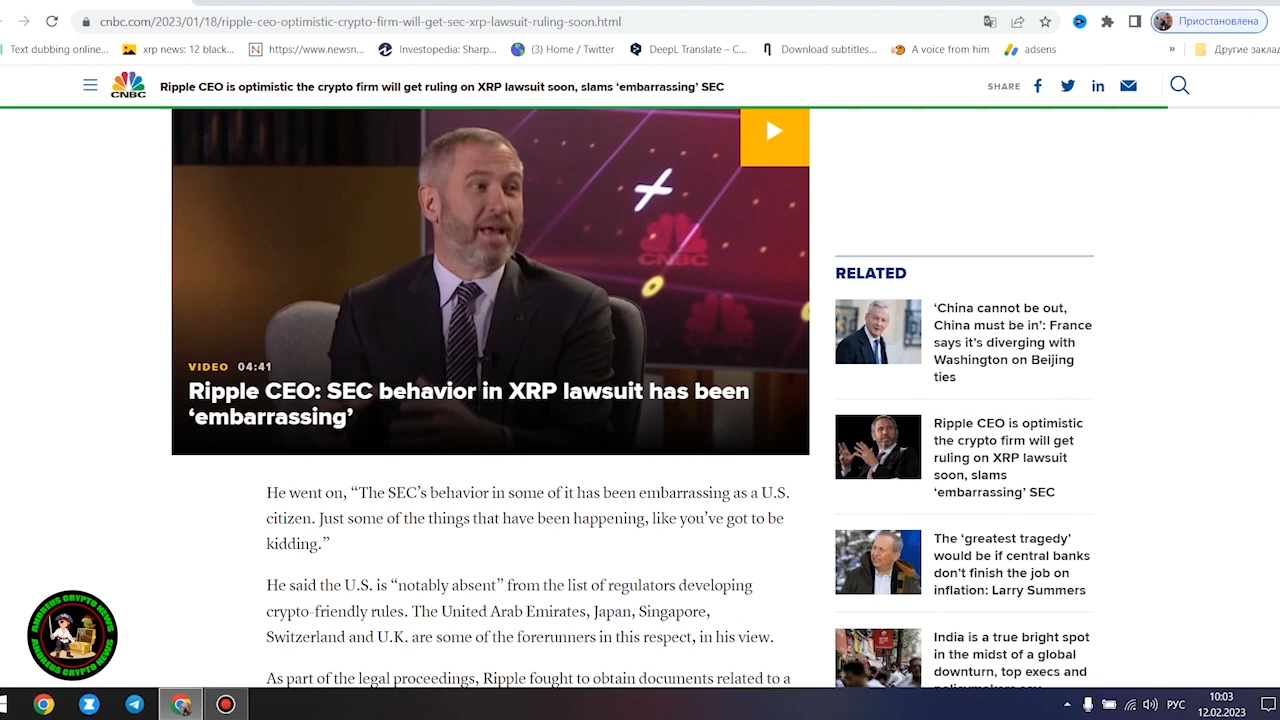 cnbc.com/2023/01/18/ripple-ceo-optimistic-crypto-firm-will-get-sec-xrp-lawsuit-ruling-soon.html
Приостановлена
Text dubbing online...
xrp news: 12 black...
https://www.newsn...
Investopedia: Sharp...
(3) Home / Twitter
DeepL Translate – C...
Download subtitles...
A voice from him
adsens
»
Другие закла
CNBC
Ripple CEO is optimistic the crypto firm will get ruling on XRP lawsuit soon, slams ‘embarrassing’ SEC
SHARE
CNBC
VIDEO 04:41
Ripple CEO: SEC behavior in XRP lawsuit has been
‘embarrassing’
He went on, “The SEC’s behavior in some of it has been embarrassing as a U.S.
citizen. Just some of the things that have been happening, like you’ve got to be
kidding.”
He said the U.S. is “notably absent” from the list of regulators developing
crypto-friendly rules. The United Arab Emirates, Japan, Singapore,
Switzerland and U.K. are some of the forerunners in this respect, in his view.
As part of the legal proceedings, Ripple fought to obtain documents related to a
RELATED
‘China cannot be out,
China must be in’: France
says it’s diverging with
Washington on Beijing
ties
Ripple CEO is optimistic
the crypto firm will get
ruling on XRP lawsuit
soon, slams
‘embarrassing’ SEC
The ‘greatest tragedy’
would be if central banks
don’t finish the job on
inflation: Larry Summers
India is a true bright spot
in the midst of a global
downturn, top execs and
policymakers say
ANDREUS CRYPTO NEWS
ANDREUS CRYPTO NEWS
РУС
10:03
12.02.2023